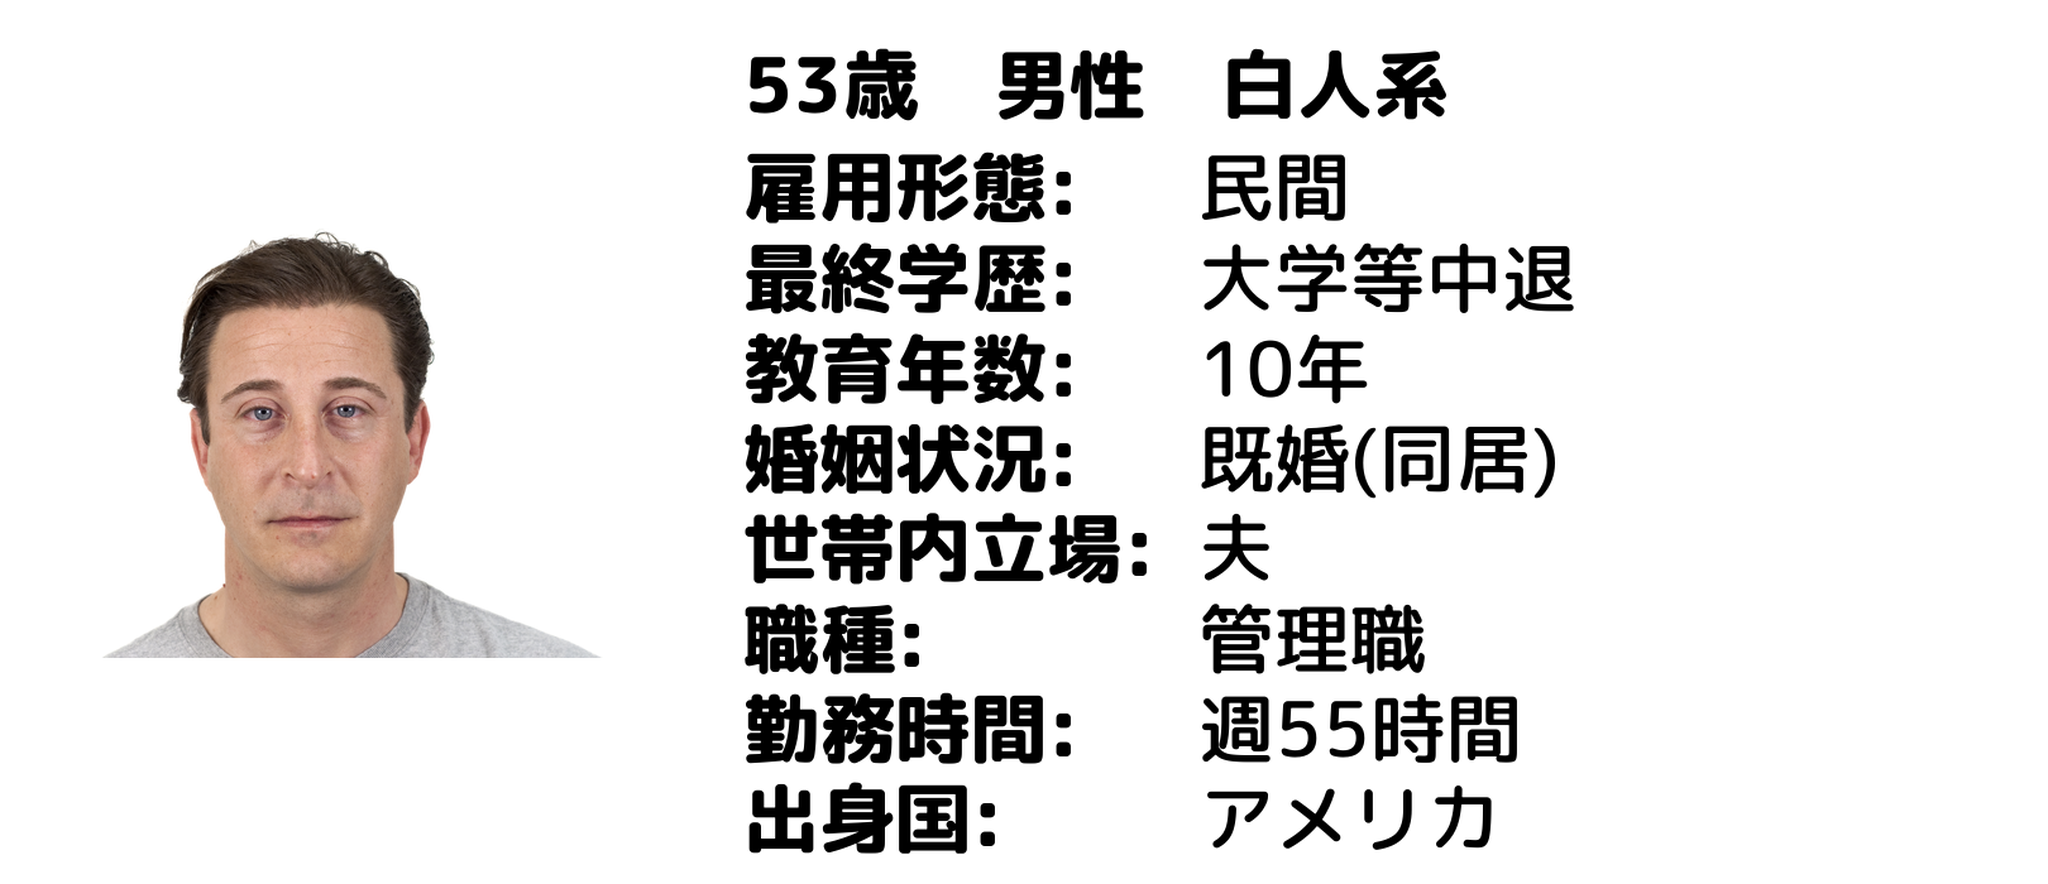 53歳　男性　白人系
雇用形態: 民間
最終学歴: 大学等中退
教育年数: 10年
婚姻状況: 既婚(同居)
世帯内立場: 夫
職種: 管理職
勤務時間: 週55時間
出身国: アメリカ